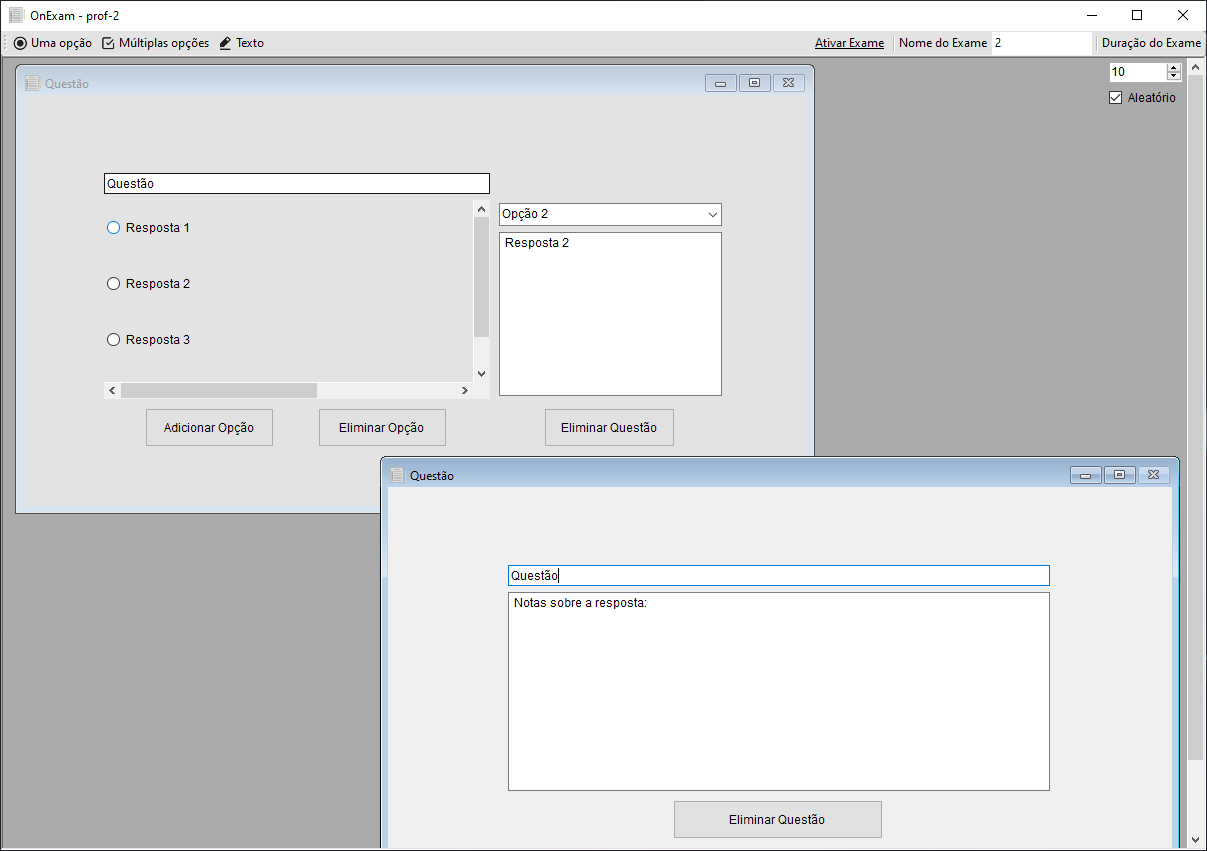 OnExam - prof-2
Uma opção Múltiplas opções Texto Ativar Exame Nome do Exame 2 Duração do Exame
10
Aleatório
Questão
Questão
Opção 2
Resposta 1
Resposta 2
Resposta 2
Resposta 3
Adicionar Opção Eliminar Opção Eliminar Questão
Questão
Questão
Notas sobre a resposta:
Eliminar Questão